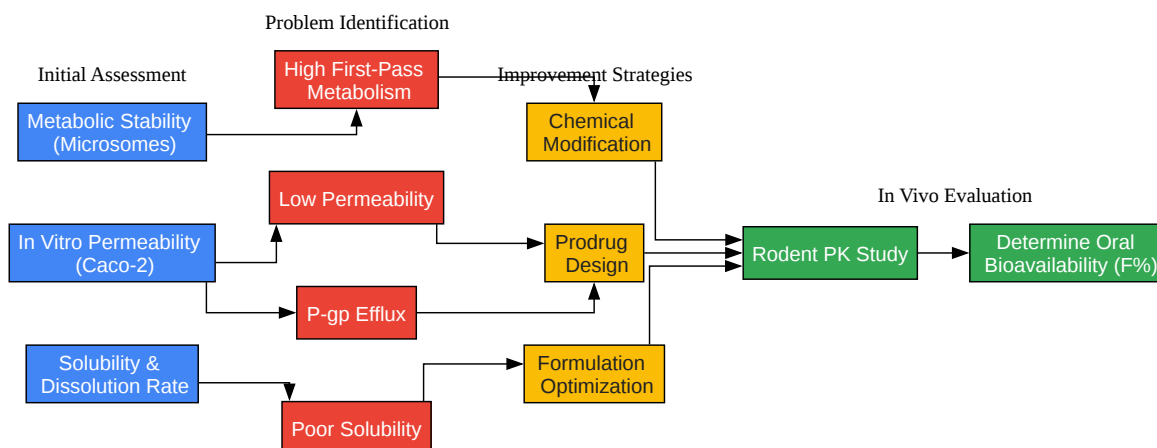 Problem Identification
Initial Assessment
High First-Pass
Metabolism
Improvement Strategies
Metabolic Stability
(Microsomes)
Chemical
Modification
Low Permeability
In Vivo Evaluation
In Vitro Permeability
(Caco-2)
Prodrug
Design
Rodent PK Study
Determine Oral
Bioavailability (F%)
P-gp Efflux
Solubility &
Dissolution Rate
Formulation
Optimization
Poor Solubility